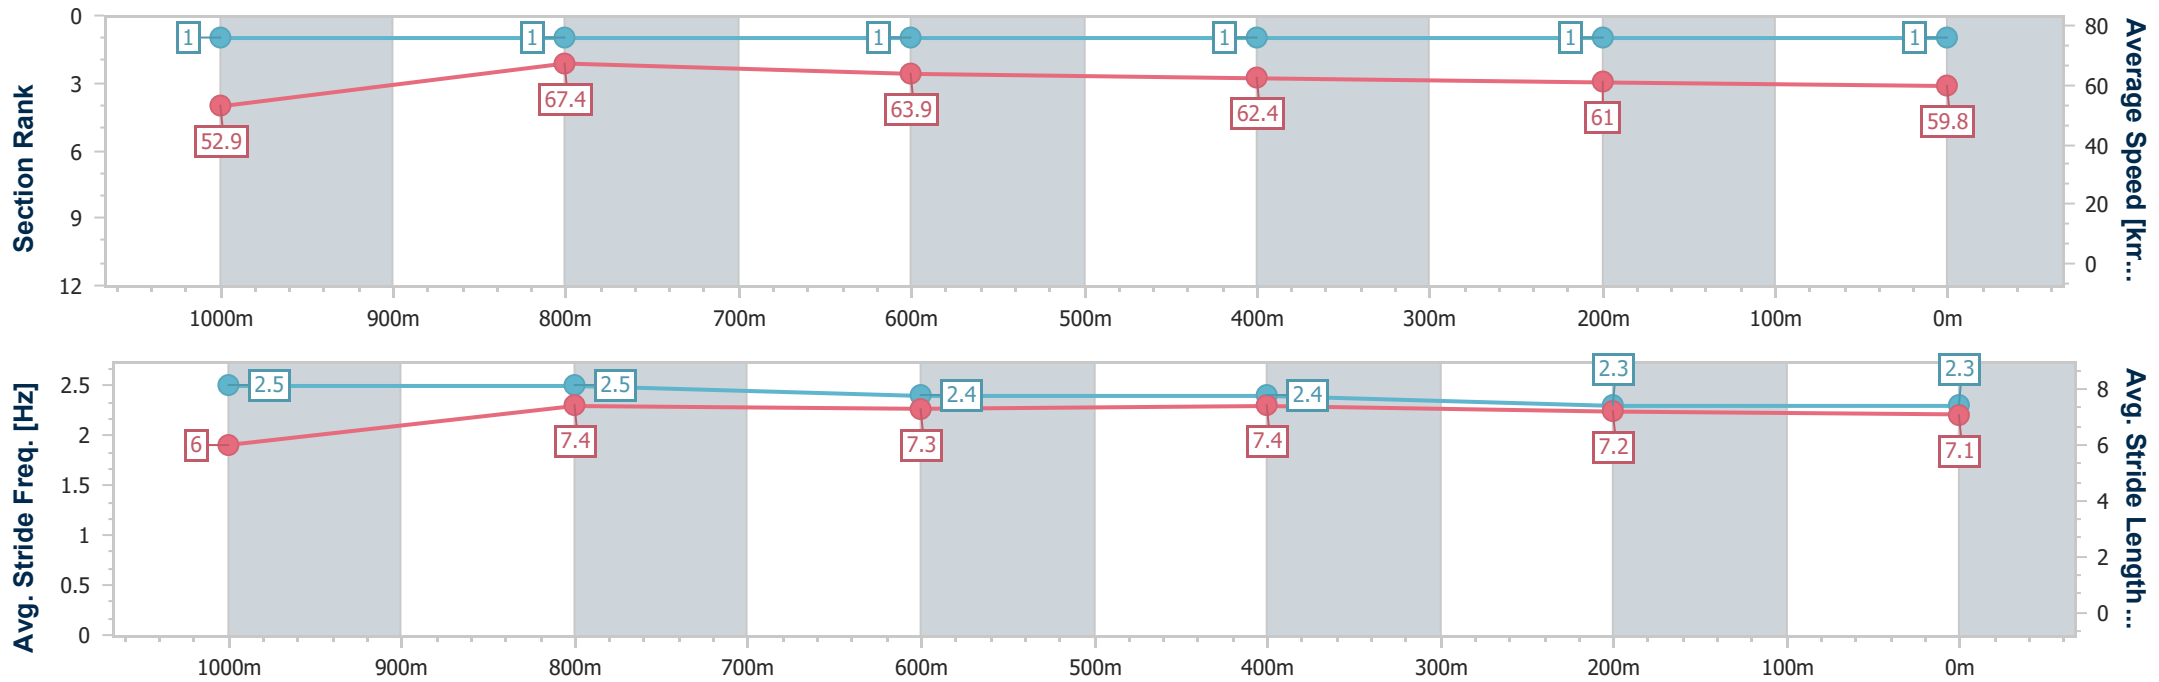 Section Rank
0
3
6
9
12
1
1
1
1
1
1
52.9
67.4
63.9
62.4
61
59.8
80
60
40
20
0
Average Speed [km...
1000m
900m
800m
700m
600m
500m
400m
300m
200m
100m
0m
Avg. Stride Freq. [Hz]
2.5
2
1.5
1
0.5
0
2.5
2.5
2.4
2.4
2.3
2.3
6
7.4
7.3
7.4
7.2
7.1
8
6
4
2
0
Avg. Stride Length ...
1000m
900m
800m
700m
600m
500m
400m
300m
200m
100m
0m